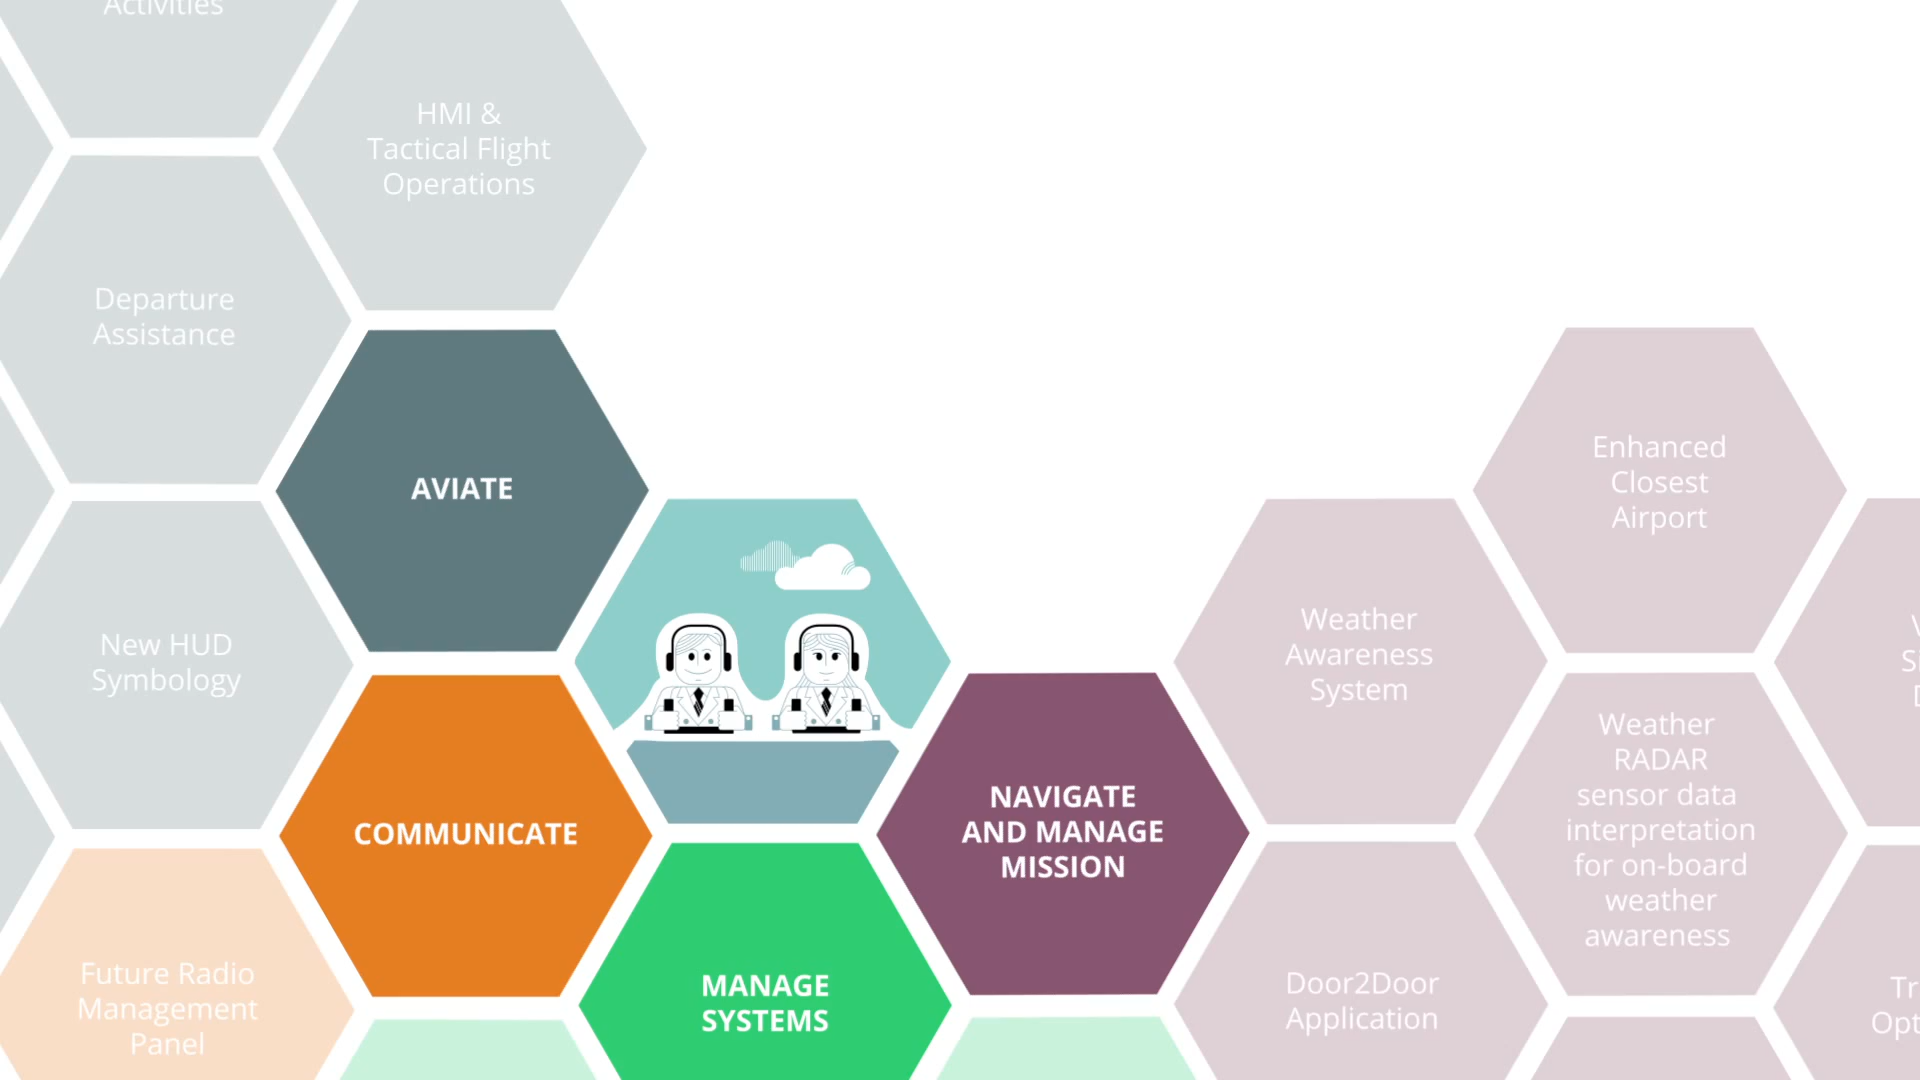 Activities
HMI &
Tactical Flight
Operations
Departure
Assistance
AVIATE
New HUD
Symbology
COMMUNICATE
Future Radio
Management
Panel
MANAGE
SYSTEMS
NAVIGATE
AND MANAGE
MISSION
Weather
Awareness
System
Door2Door
Application
Enhanced
Closest
Airport
Weather
RADAR
sensor data
interpretation
for on-board
weather
awareness